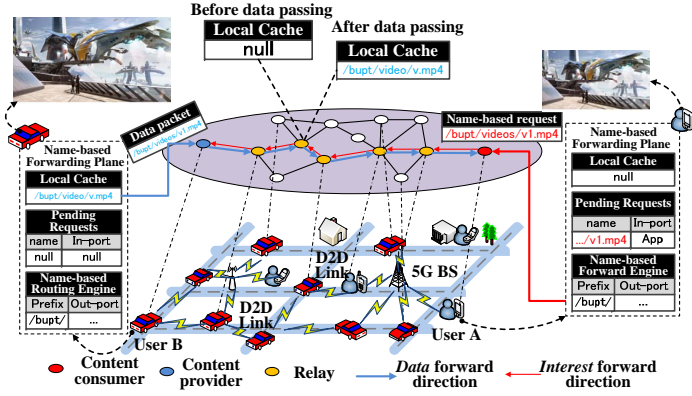 Before data passing
Local Cache
null
After data passing
Local Cache
/bupt/video/v.mp4
Data packet
/bupt/videos/v1.mp4
Name-based request
/bupt/videos/v1.mp4
Name-based
Forwarding Plane
Local Cache
/bupt/video/v.mp4
Pending
Requests
name In-port
null null
Name-based
Routing Engine
Prefix Out-port
/bupt/ ...
Name-based
Forwarding Plane
Local Cache
null
Pending Requests
name In-port
.../v1.mp4 App
Name-based
Forward Engine
Prefix Out-port
/bupt/ ...
D2D
Link
5G BS
D2D
Link
User B
User A
Content
consumer
Content
provider
Relay
Data forward
direction
Interest forward
direction